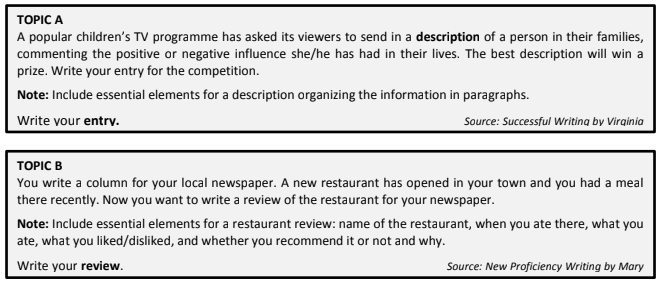 TOPIC A
A popular children's TV programme has asked its viewers to send in a description of a person in their families,
commenting the positive or negative influence she/he has had in their lives. The best description will win a
prize. Write your entry for the competition.
Note: Include essential elements for a description organizing the information in paragraphs.
Write your entry. Source: Successful Writing by Virginia
TOPIC B
You write a column for your local newspaper. A new restaurant has opened in your town and you had a meal
there recently. Now you want to write a review of the restaurant for your newspaper.
Note: Include essential elements for a restaurant review: name of the restaurant, when you ate there, what you
ate, what you liked/disliked, and whether you recommend it or not and why.
Write your review. Source: New Proficiency Writing by Mary